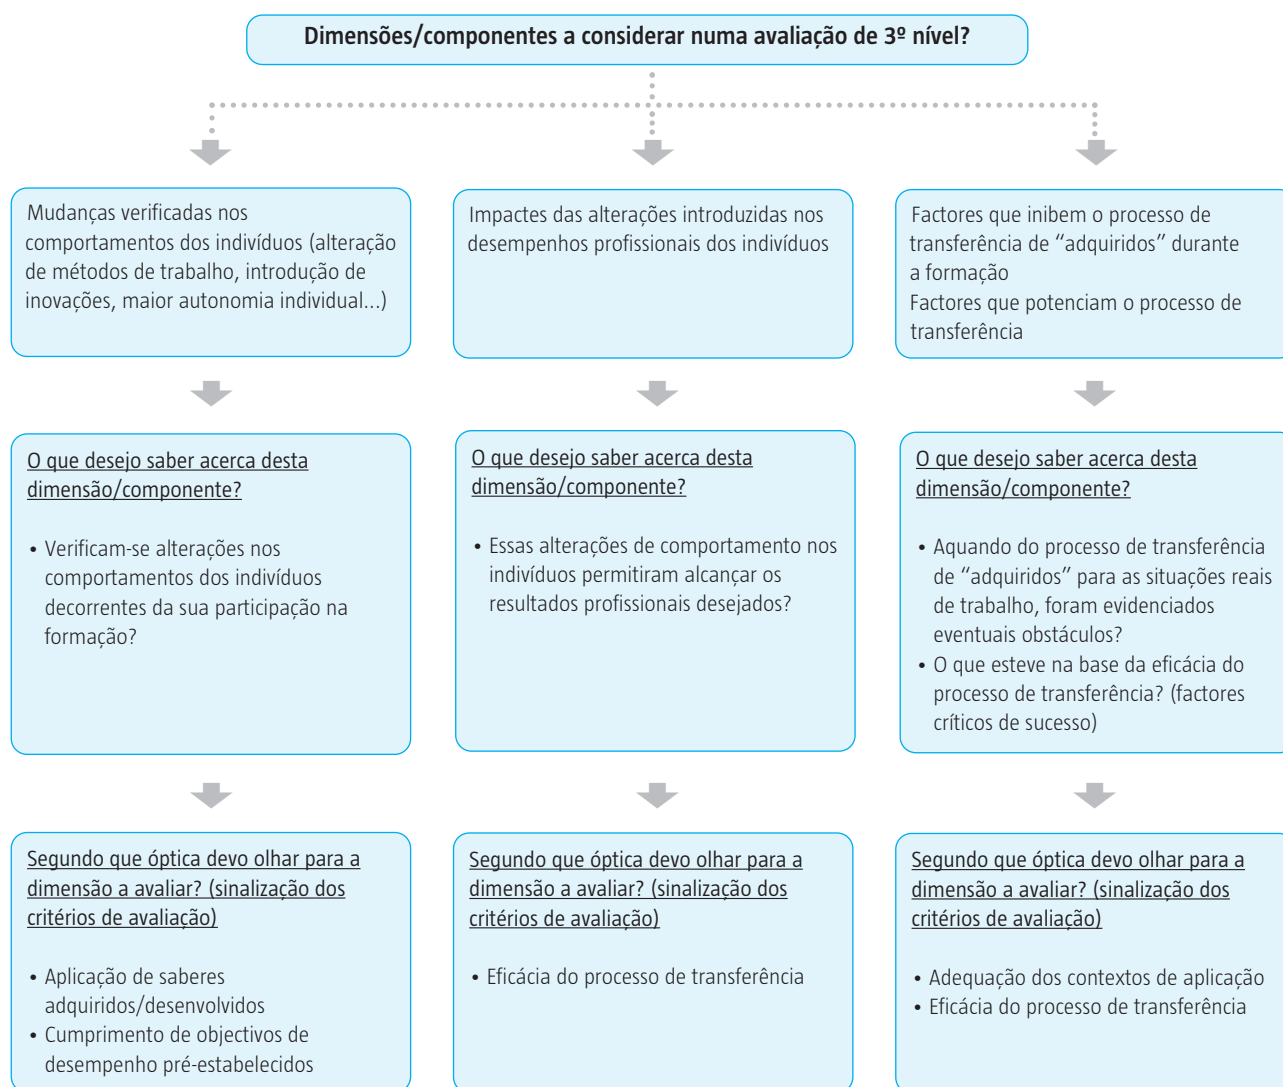 Dimensões/componentes a considerar numa avaliação de 3º nível?
Mudanças verificadas nos
comportamentos dos indivíduos (alteração
de métodos de trabalho, introdução de
inovações, maior autonomia individual...)
Impactes das alterações introduzidas nos
desempenhos profissionais dos indivíduos
Factores que inibem o processo de
transferência de “adquiridos” durante
a formação
Factores que potenciam o processo de
transferência
O que desejo saber acerca desta
dimensão/componente?
• Verificam-se alterações nos
comportamentos dos indivíduos
decorrentes da sua participação na
formação?
O que desejo saber acerca desta
dimensão/componente?
• Essas alterações de comportamento nos
indivíduos permitiram alcançar os
resultados profissionais desejados?
O que desejo saber acerca desta
dimensão/componente?
• Aquando do processo de transferência
de “adquiridos” para as situações reais
de trabalho, foram evidenciados
eventuais obstáculos?
• O que esteve na base da eficácia do
processo de transferência? (factores
críticos de sucesso)
Segundo que óptica devo olhar para a
dimensão a avaliar? (sinalização dos
critérios de avaliação)
• Aplicação de saberes
adquiridos/desenvolvidos
• Cumprimento de objectivos de
desempenho pré-estabelecidos
Segundo que óptica devo olhar para a
dimensão a avaliar? (sinalização dos
critérios de avaliação)
• Eficácia do processo de transferência
Segundo que óptica devo olhar para a
dimensão a avaliar? (sinalização dos
critérios de avaliação)
• Adequação dos contextos de aplicação
• Eficácia do processo de transferência